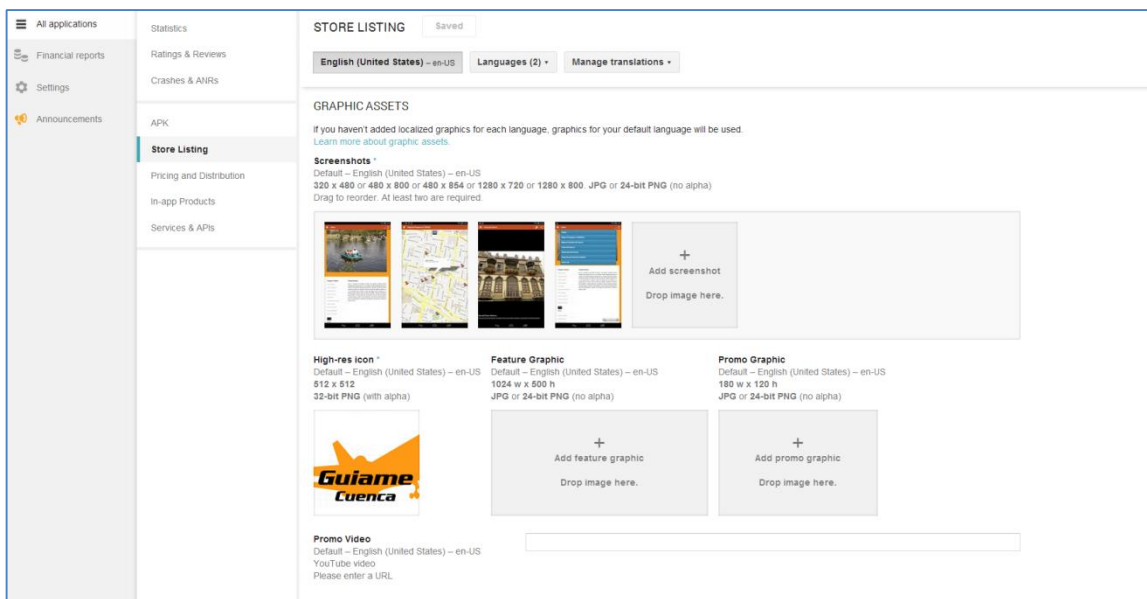 All applications
Financial reports
Settings
Announcements
Statistics
Ratings & Reviews
Crashes & ANRs
APK
Store Listing
Pricing and Distribution
In-app Products
Services & APIs
STORE LISTING Saved
English (United States) – en-US Languages (2) Manage translations
GRAPHIC ASSETS
If you haven't added localized graphics for each language, graphics for your default language will be used.
Learn more about graphic assets.
Screenshots *
Default – English (United States) – en-US
320 x 480 or 480 x 800 or 480 x 854 or 1280 x 720 or 1280 x 800. JPG or 24-bit PNG (no alpha)
Drag to reorder. At least two are required.
+
Add screenshot
Drop image here.
High-res icon *
Default – English (United States) – en-US
512 x 512
32-bit PNG (with alpha)
Guiame
Cuenca
Feature Graphic
Default – English (United States) – en-US
1024 w x 500 h
JPG or 24-bit PNG (no alpha)
+
Add feature graphic
Drop image here.
Promo Graphic
Default – English (United States) – en-US
180 w x 120 h
JPG or 24-bit PNG (no alpha)
+
Add promo graphic
Drop image here.
Promo Video
Default – English (United States) – en-US
YouTube video
Please enter a URL